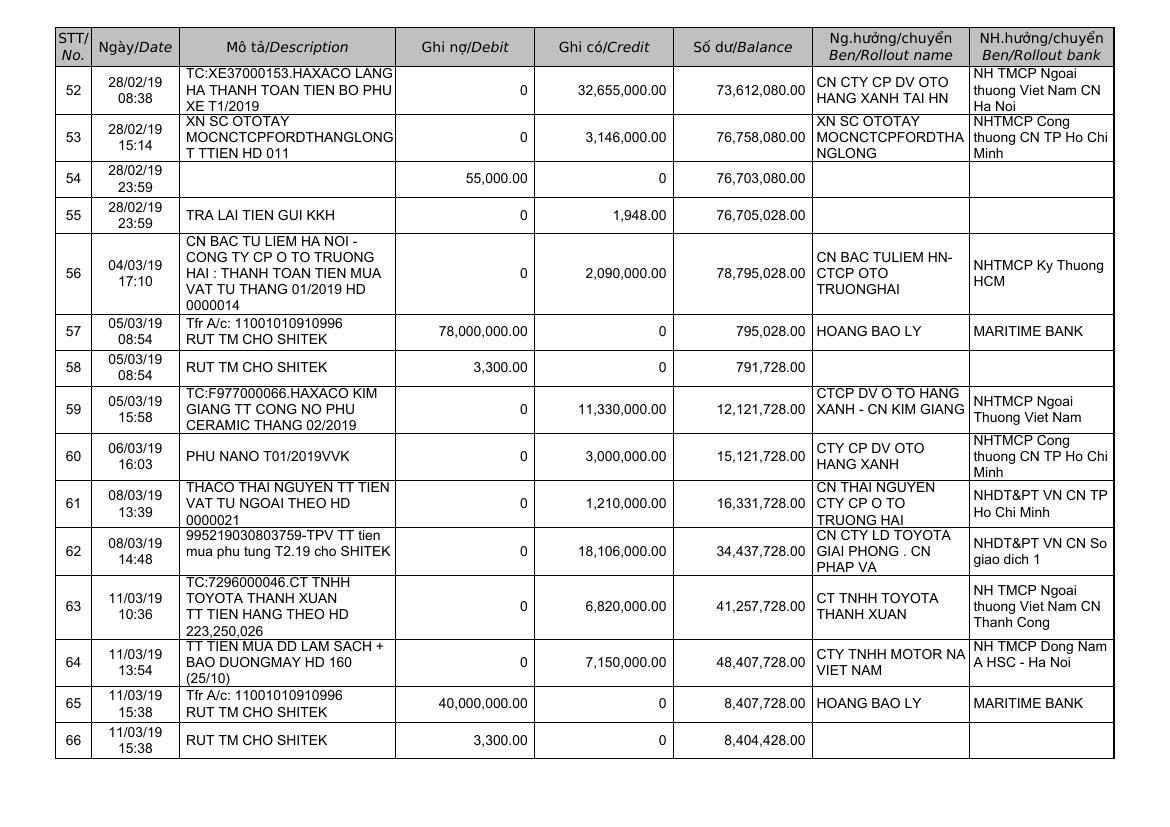 STT/ Ngày/Date Mô tả/Description Ghi nợ/Debit Ghi có/Credit Số dư/Balance Ng.hưởng/chuyển NH.hưởng/chuyển
No. Ben/Rollout name Ben/Rollout bank
52
28/02/19
08:38
TC:XE37000153.HAXACO LANG
HA THANH TOAN TIEN BO PHU
XE T1/2019
0
32,655,000.00
73,612,080.00
CN CTY CP DV OTO
HANG XANH TAI HN
NH TMCP Ngoai
thuong Viet Nam CN
Ha Noi
53
28/02/19
15:14
XN SC OTOTAY
MOCNCTCPFORDTHANGLONG
T TTIEN HD 011
0
3,146,000.00
76,758,080.00
XN SC OTOTAY
MOCNCTCPFORDTHA
NGLONG
NHTMCP Cong
thuong CN TP Ho Chi
Minh
54
28/02/19
23:59
55,000.00
0
76,703,080.00
55
28/02/19
23:59
TRA LAI TIEN GUI KKH
0
1,948.00
76,705,028.00
56
04/03/19
17:10
CN BAC TU LIEM HA NOI -
CONG TY CP O TO TRUONG
HAI : THANH TOAN TIEN MUA
VAT TU THANG 01/2019 HD
0000014
0
2,090,000.00
78,795,028.00
CN BAC TULIEM HN-
CTCP OTO
TRUONGHAI
NHTMCP Ky Thuong
HCM
57
05/03/19
08:54
Tfr A/c: 11001010910996
RUT TM CHO SHITEK
78,000,000.00
0
795,028.00
HOANG BAO LY
MARITIME BANK
58
05/03/19
08:54
RUT TM CHO SHITEK
3,300.00
0
791,728.00
59
05/03/19
15:58
TC:F977000066.HAXACO KIM
GIANG TT CONG NO PHU
CERAMIC THANG 02/2019
0
11,330,000.00
12,121,728.00
CTCP DV O TO HANG
XANH - CN KIM GIANG
NHTMCP Ngoai
Thuong Viet Nam
60
06/03/19
16:03
PHU NANO T01/2019VVK
0
3,000,000.00
15,121,728.00
CTY CP DV OTO
HANG XANH
NHTMCP Cong
thuong CN TP Ho Chi
Minh
61
08/03/19
13:39
THACO THAI NGUYEN TT TIEN
VAT TU NGOAI THEO HD
0000021
0
1,210,000.00
16,331,728.00
CN THAI NGUYEN
CTY CP O TO
TRUONG HAI
NHDT&PT VN CN TP
Ho Chi Minh
62
08/03/19
14:48
995219030803759-TPV TT tien
mua phu tung T2.19 cho SHITEK
0
18,106,000.00
34,437,728.00
CN CTY LD TOYOTA
GIAI PHONG . CN
PHAP VA
NHDT&PT VN CN So
giao dich 1
63
11/03/19
10:36
TC:7296000046.CT TNHH
TOYOTA THANH XUAN
TT TIEN HANG THEO HD
223,250,026
0
6,820,000.00
41,257,728.00
CT TNHH TOYOTA
THANH XUAN
NH TMCP Ngoai
thuong Viet Nam CN
Thanh Cong
64
11/03/19
13:54
TT TIEN MUA DD LAM SACH +
BAO DUONGMAY HD 160
(25/10)
0
7,150,000.00
48,407,728.00
CTY TNHH MOTOR NA
VIET NAM
NH TMCP Dong Nam
A HSC - Ha Noi
65
11/03/19
15:38
Tfr A/c: 11001010910996
RUT TM CHO SHITEK
40,000,000.00
0
8,407,728.00
HOANG BAO LY
MARITIME BANK
66
11/03/19
15:38
RUT TM CHO SHITEK
3,300.00
0
8,404,428.00